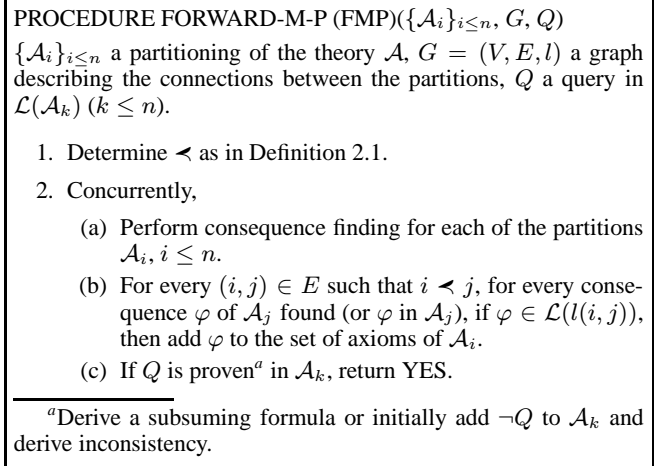 PROCEDURE FORWARD-M-P (FMP)({𝒜ᵢ}ᵢ≤ₙ, G, Q)
{𝒜ᵢ}ᵢ≤ₙ a partitioning of the theory 𝒜, G = (V, E, l) a graph
describing the connections between the partitions, Q a query in
ℒ(𝒜ₖ) (k ≤ n).
1. Determine ≺ as in Definition 2.1.
2. Concurrently,
(a) Perform consequence finding for each of the partitions
𝒜ᵢ, i ≤ n.
(b) For every (i, j) ∈ E such that i ≺ j, for every conse-
quence φ of 𝒜ⱼ found (or φ in 𝒜ⱼ), if φ ∈ ℒ(l(i, j)),
then add φ to the set of axioms of 𝒜ᵢ.
(c) If Q is provenᵃ in 𝒜ₖ, return YES.
ᵃDerive a subsuming formula or initially add ¬Q to 𝒜ₖ and
derive inconsistency.